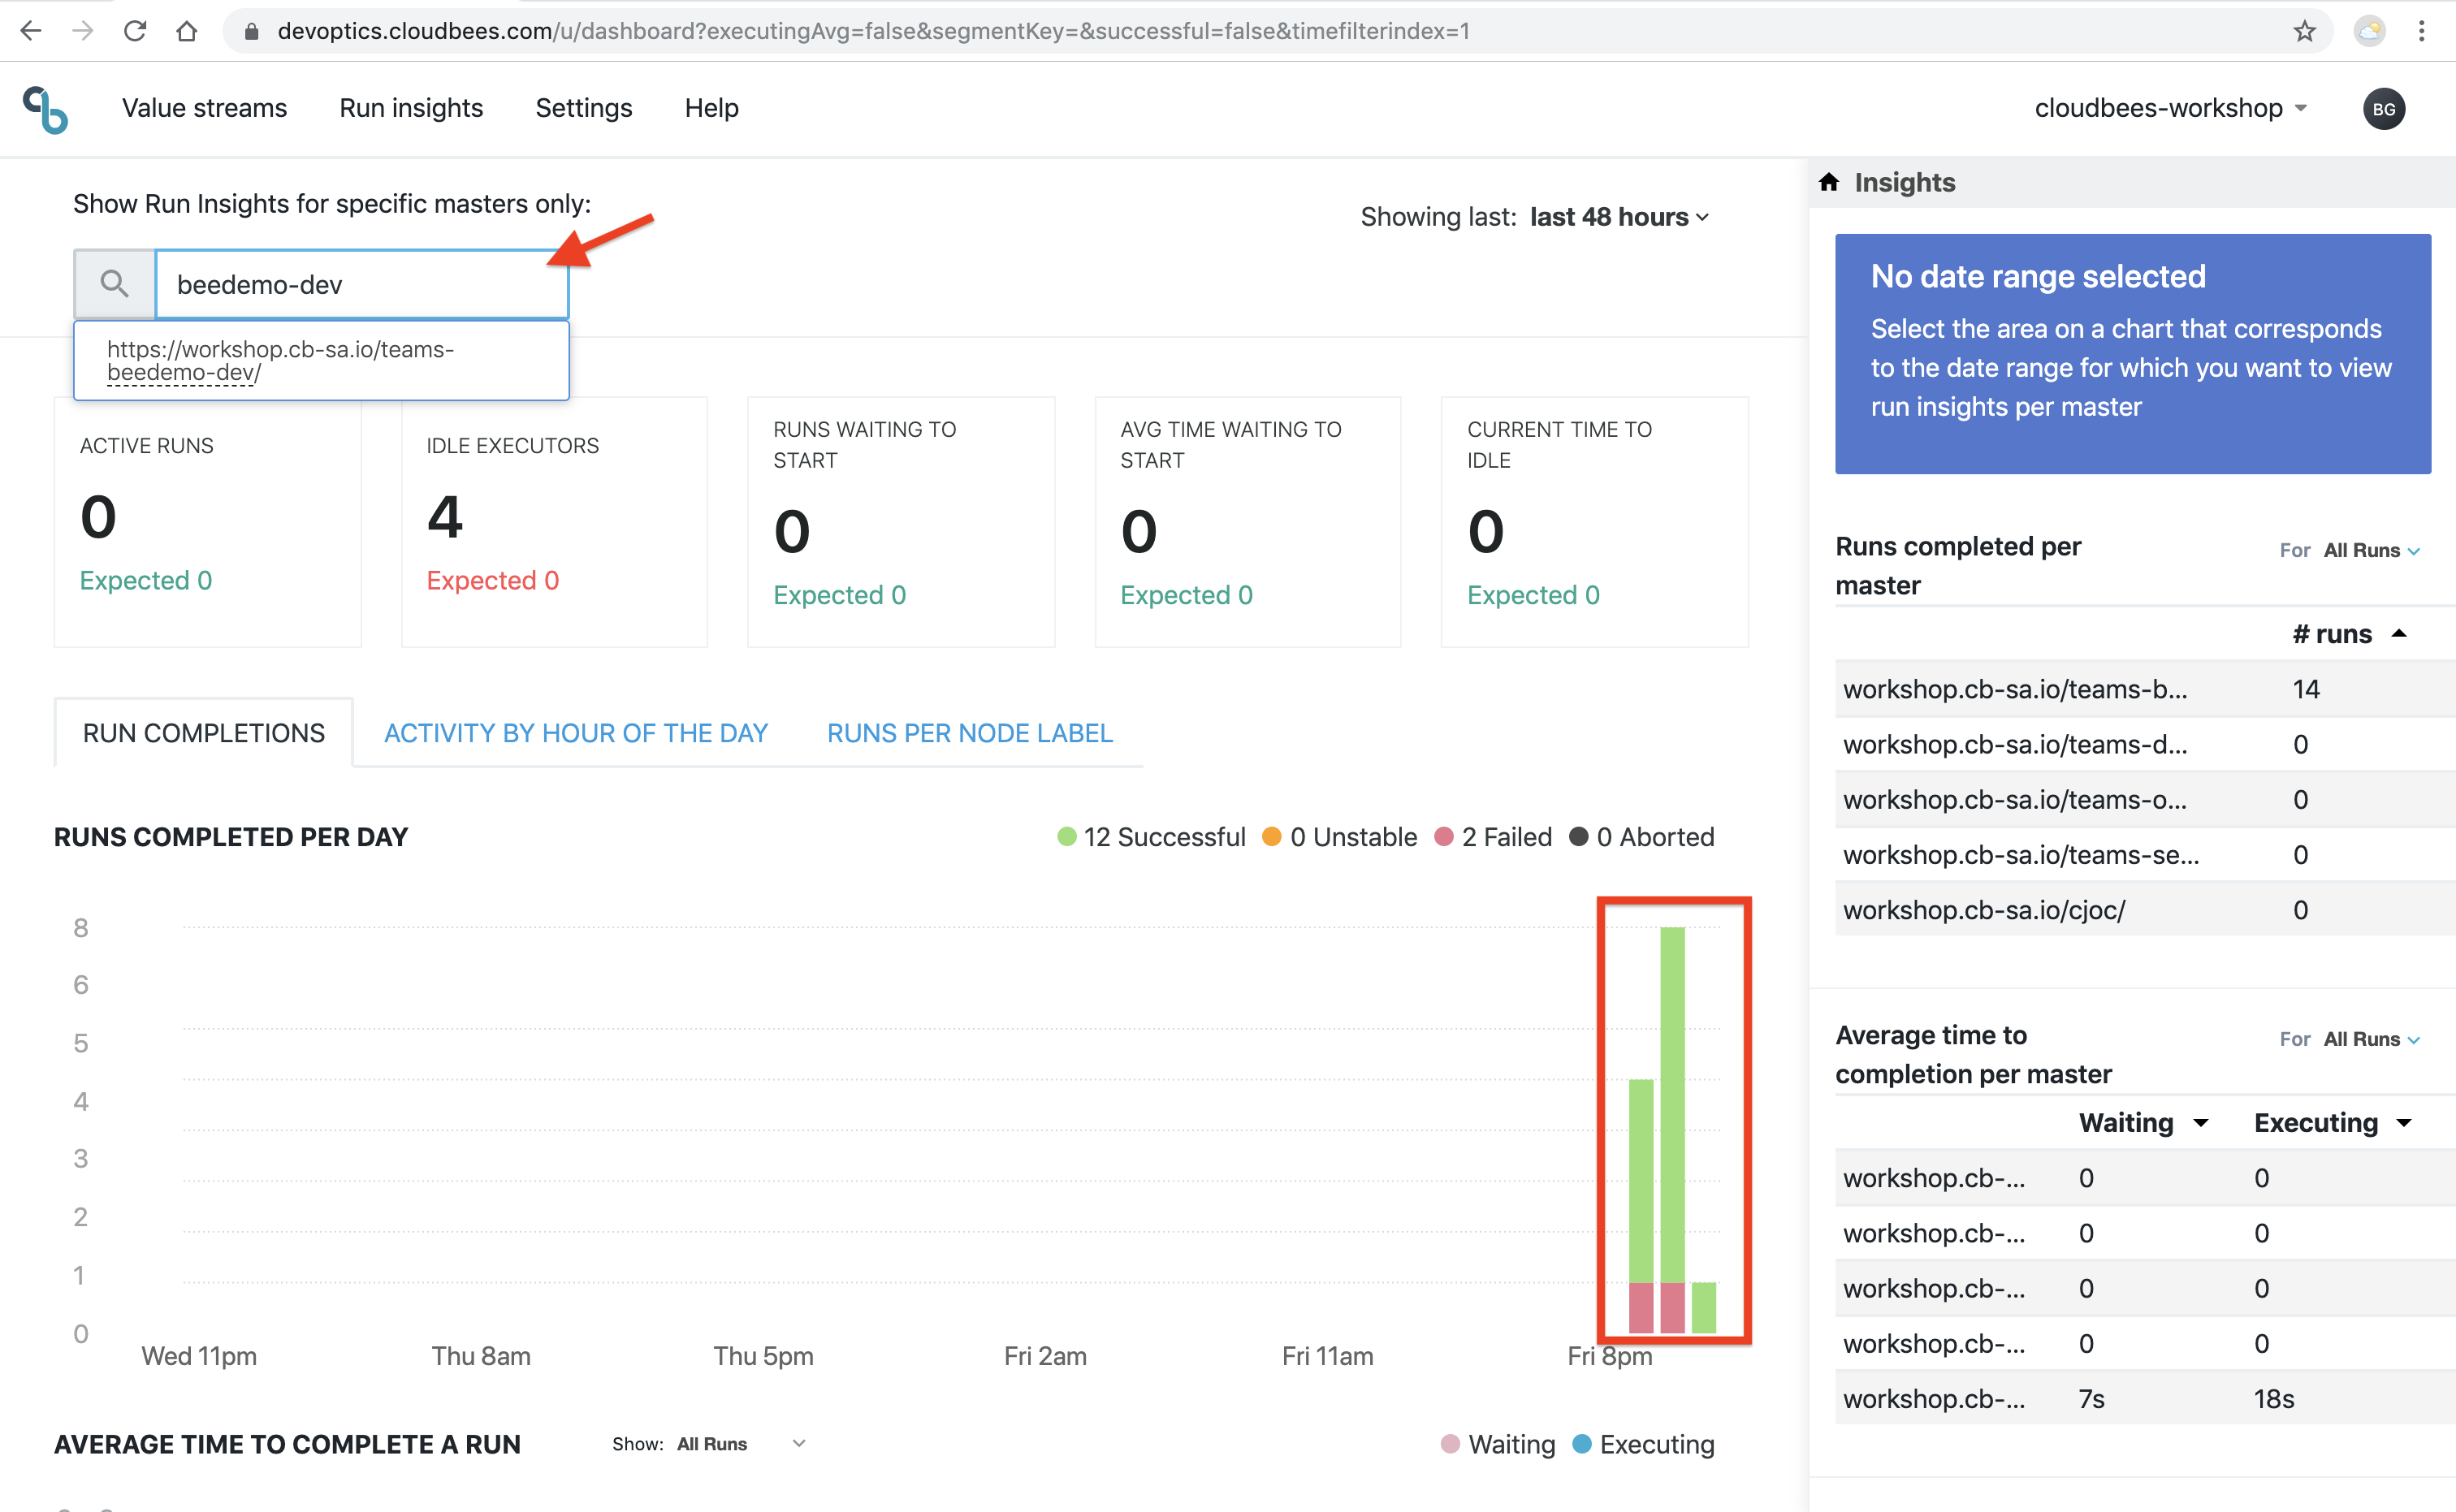 devoptics.cloudbees.com/u/dashboard?executingAvg=false&segmentKey=&successful=false&timefilterindex=1
Value streams
Run insights
Settings
Help
cloudbees-workshop
BG
Show Run Insights for specific masters only:
Showing last: last 48 hours
beedemo-dev
https://workshop.cb-sa.io/teams-
beedemo-dev/
ACTIVE RUNS
0
Expected 0
IDLE EXECUTORS
4
Expected 0
RUNS WAITING TO
START
0
Expected 0
AVG TIME WAITING TO
START
0
Expected 0
CURRENT TIME TO
IDLE
0
Expected 0
RUN COMPLETIONS
ACTIVITY BY HOUR OF THE DAY
RUNS PER NODE LABEL
RUNS COMPLETED PER DAY
12 Successful
0 Unstable
2 Failed
0 Aborted
8
6
5
4
3
2
1
0
Wed 11pm
Thu 8am
Thu 5pm
Fri 2am
Fri 11am
Fri 8pm
AVERAGE TIME TO COMPLETE A RUN
Show: All Runs
Waiting
Executing
Insights
No date range selected
Select the area on a chart that corresponds
to the date range for which you want to view
run insights per master
Runs completed per
master
For All Runs
# runs
workshop.cb-sa.io/teams-b... 14
workshop.cb-sa.io/teams-d... 0
workshop.cb-sa.io/teams-o... 0
workshop.cb-sa.io/teams-se... 0
workshop.cb-sa.io/cjoc/ 0
Average time to
completion per master
For All Runs
Waiting Executing
workshop.cb-... 0 0
workshop.cb-... 0 0
workshop.cb-... 0 0
workshop.cb-... 0 0
workshop.cb-... 7s 18s